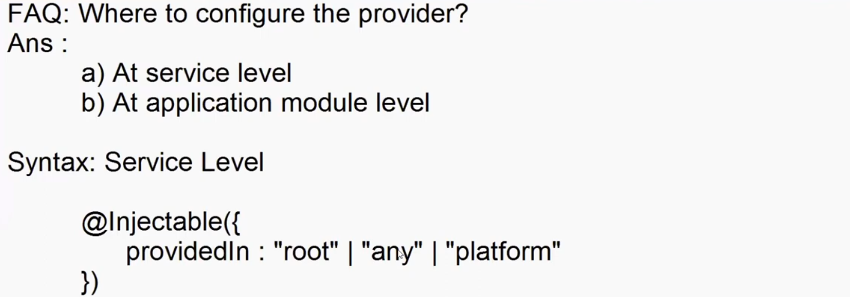 FAQ: Where to configure the provider?
Ans :
a) At service level
b) At application module level
Syntax: Service Level
@Injectable({
providedIn : "root" | "any" | "platform"
})